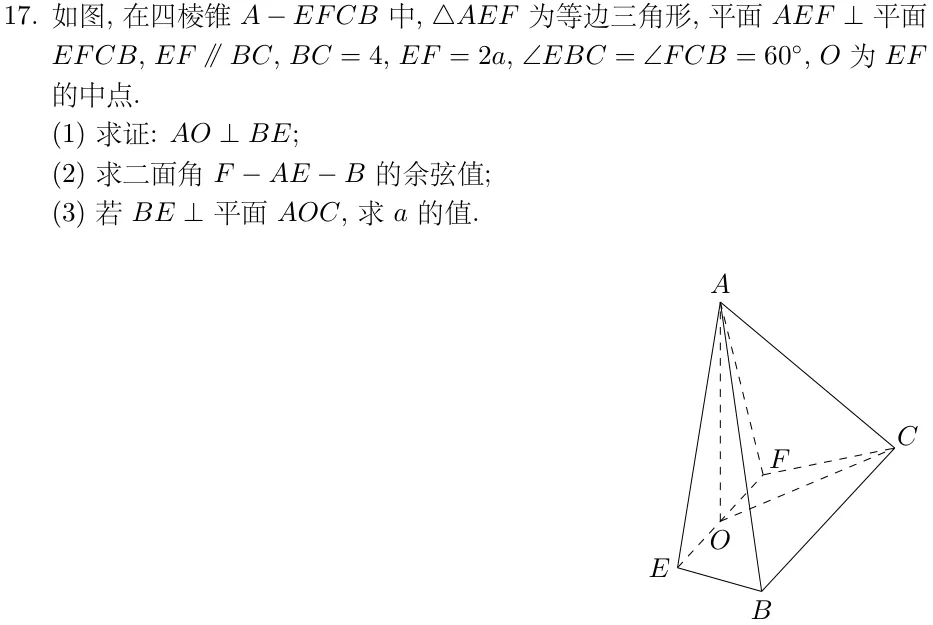 17. 如图, 在四棱锥 A − EFCB 中, △AEF 为等边三角形, 平面 AEF ⊥ 平面
EFCB, EF ∥ BC, BC = 4, EF = 2a, ∠EBC = ∠FCB = 60°, O 为 EF
的中点.
(1) 求证: AO ⊥ BE;
(2) 求二面角 F − AE − B 的余弦值;
(3) 若 BE ⊥ 平面 AOC, 求 a 的值.
A
C
F
O
E
B